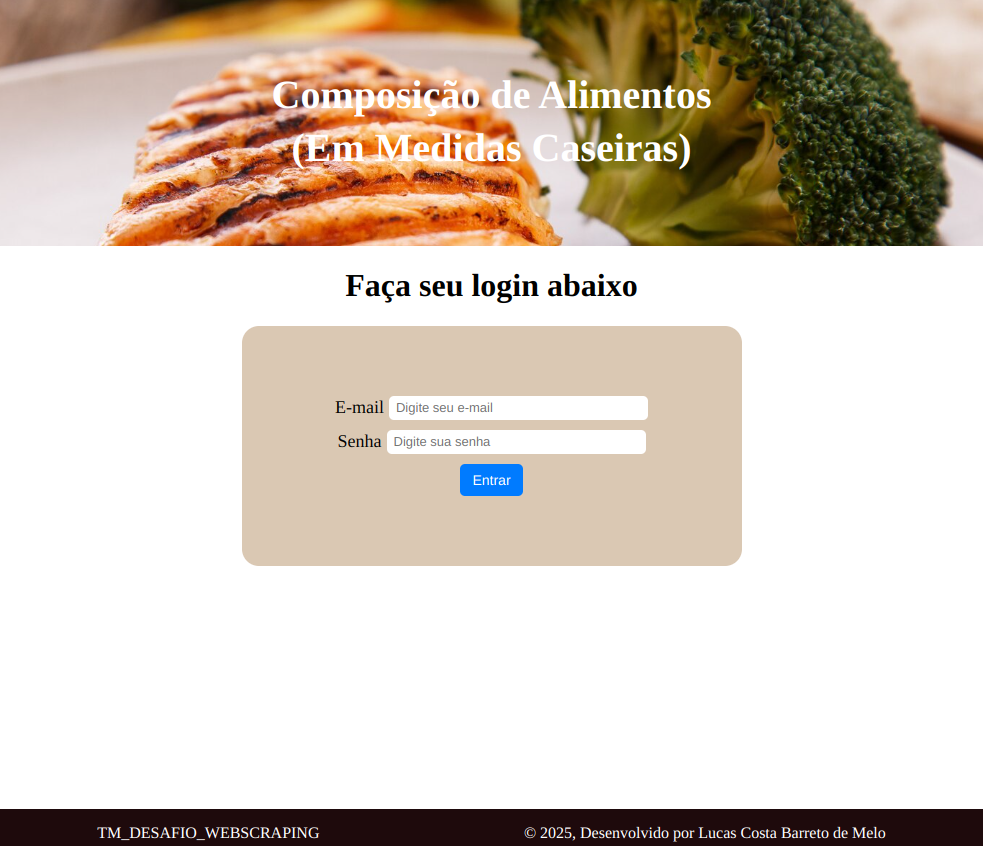 Composição de Alimentos
(Em Medidas Caseiras)
Faça seu login abaixo
E-mail Digite seu e-mail
Senha Digite sua senha
Entrar
TM_DESAFIO_WEBSCRAPING © 2025, Desenvolvido por Lucas Costa Barreto de Melo